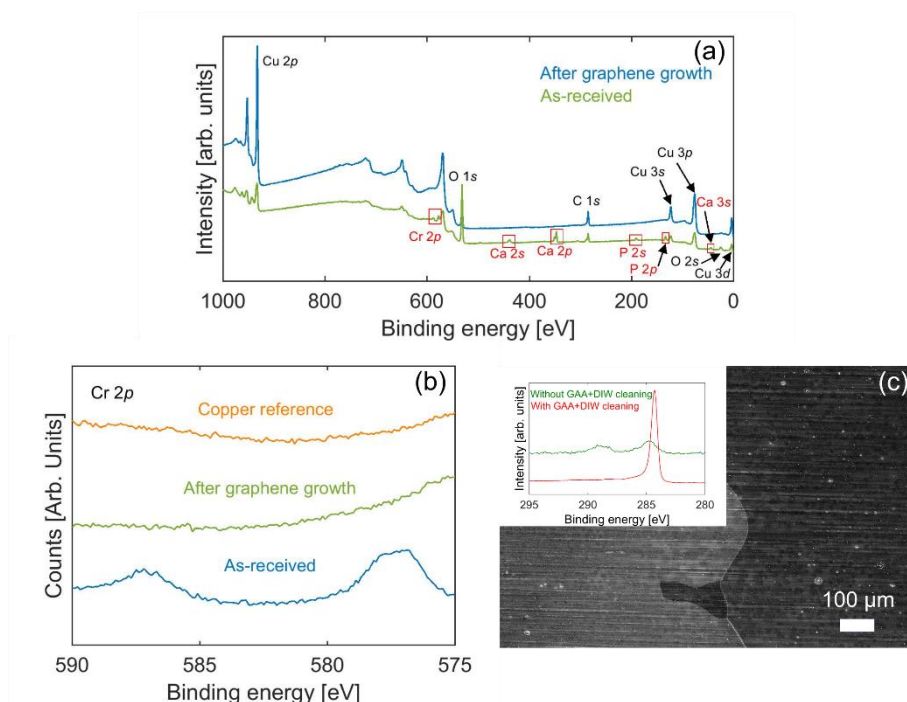 (a)
Cu 2p
After graphene growth
As-received
Intensity [arb. units]
O 1s
C 1s
Cu 3s
Cu 3p
Ca 3s
Cr 2p
Ca 2s
Ca 2p
P 2s
P 2p
O 2s
Cu 3d
1000 800 600 400 200 0
Binding energy [eV]
(b)
Cr 2p
Copper reference
After graphene growth
As-received
Counts [Arb. Units]
590 585 580 575
Binding energy [eV]
(c)
Without GAA+DIW cleaning
With GAA+DIW cleaning
Intensity [arb. units]
295 290 285 280
Binding energy [eV]
100 µm